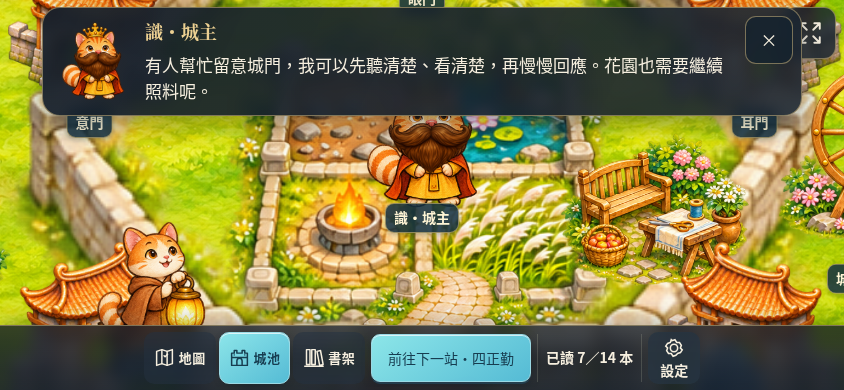 眼門
識・城主
有人幫忙留意城門，我可以先聽清楚、看清楚，再慢慢回應。花園也需要繼續
照料呢。
意門
耳門
識・城主
地圖
城池
書架
前往下一站・四正勤
已讀 7／14 本
設定